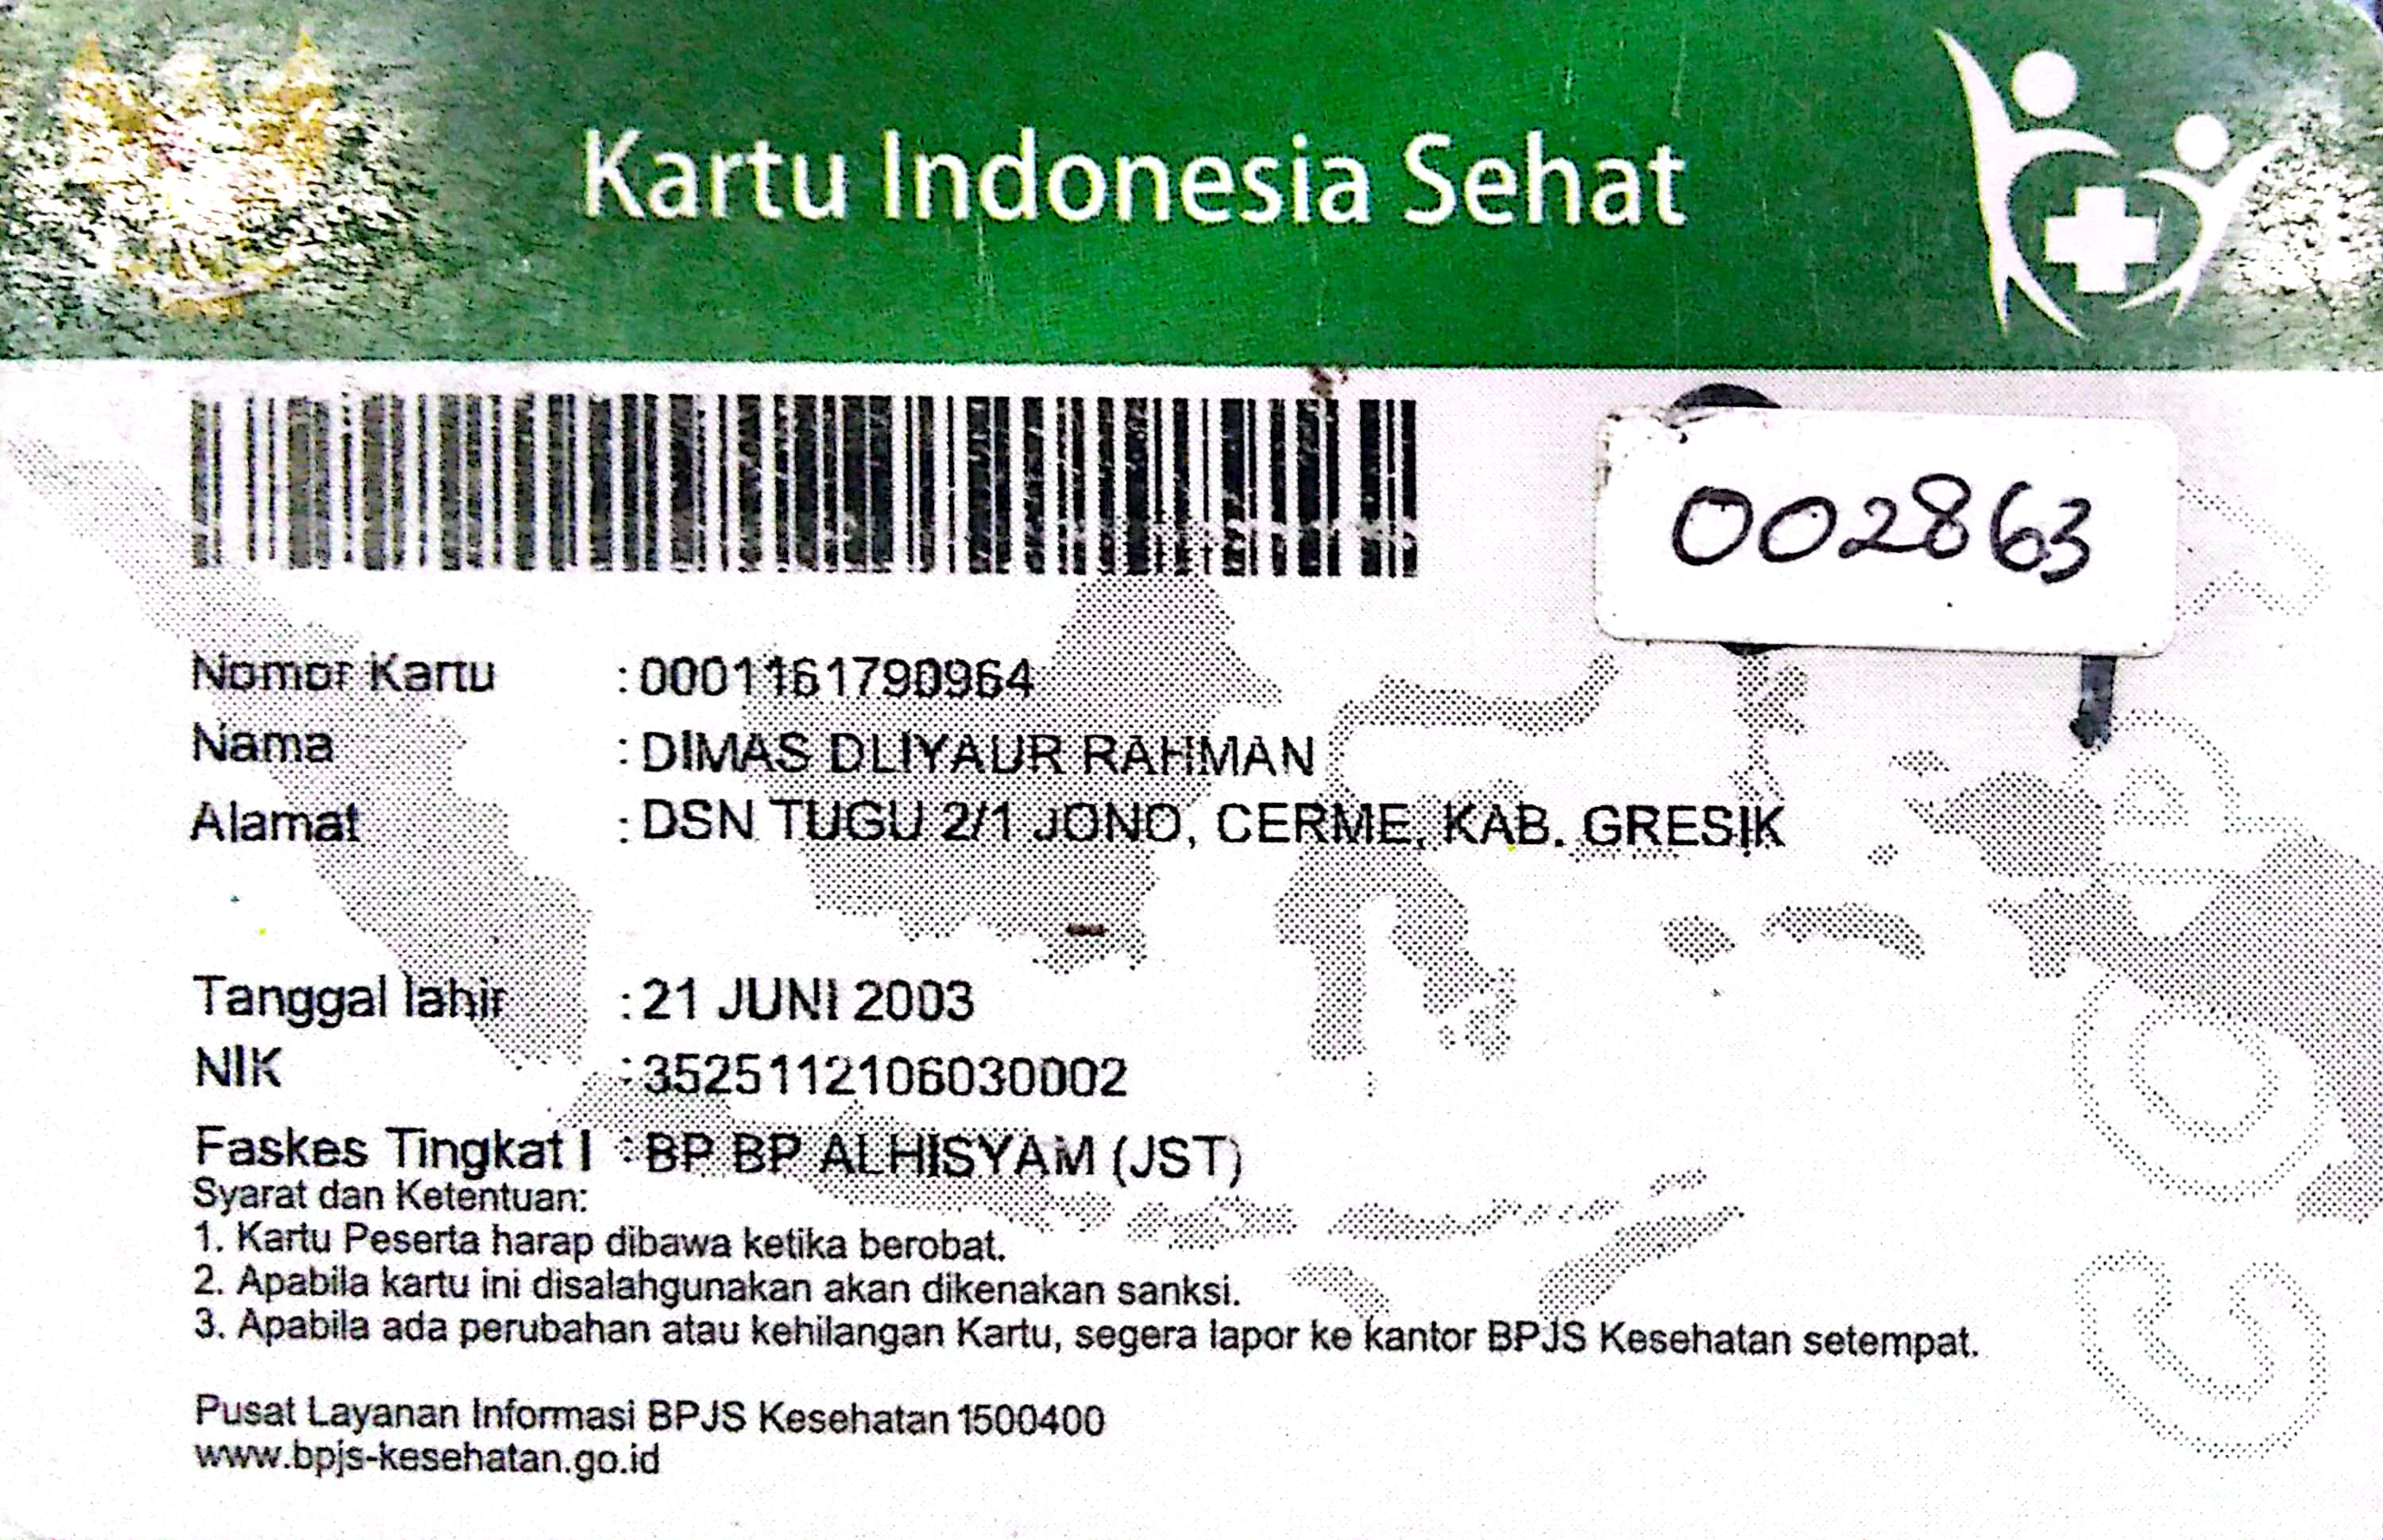 Kartu Indonesia Sehat
002863
Nomor Kartu : 0001161790964
Nama : DIMAS DLIYAUR RAHMAN
Alamat : DSN TUGU 2/1 JONO, CERME, KAB. GRESIK
Tanggal lahir : 21 JUNI 2003
NIK : 3525112106030002
Faskes Tingkat I : BP BP ALHISYAM (JST)
Syarat dan Ketentuan:
1. Kartu Peserta harap dibawa ketika berobat.
2. Apabila kartu ini disalahgunakan akan dikenakan sanksi.
3. Apabila ada perubahan atau kehilangan Kartu, segera lapor ke kantor BPJS Kesehatan setempat.
Pusat Layanan Informasi BPJS Kesehatan 1500400
www.bpjs-kesehatan.go.id